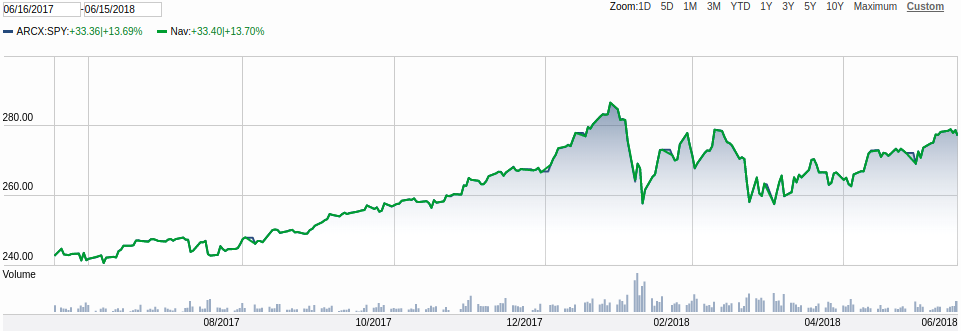 06/16/2017 - 06/15/2018 Zoom: 1D 5D 1M 3M YTD 1Y 3Y 5Y 10Y Maximum Custom
ARCX:SPY:+33.36|+13.69% Nav:+33.40|+13.70%
280.00
260.00
240.00
Volume
08/2017 10/2017 12/2017 02/2018 04/2018 06/2018